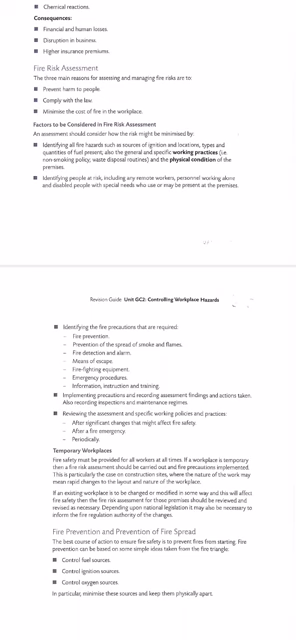 ■ Chemical reactions.
Consequences:
■ Financial and human losses.
■ Disruption in business.
■ Higher insurance premiums.
Fire Risk Assessment
The three main reasons for assessing and managing fire risks are to:
■ Prevent harm to people.
■ Comply with the law.
■ Minimise the cost of fire in the workplace.
Factors to be Considered in Fire Risk Assessment
An assessment should consider how the risk might be minimised by:
■ Identifying all fire hazards such as sources of ignition and locations, types and
quantities of fuel present; also the general and specific working practices (i.e.
non-smoking policy; waste disposal routines) and the physical condition of the
premises.
■ Identifying people at risk, including any remote workers, personnel working alone
and disabled people with special needs who use or may be present at the premises.
Revision Guide Unit GC2: Controlling Workplace Hazards
■ Identifying the fire precautions that are required:
– Fire prevention.
– Prevention of the spread of smoke and flames.
– Fire detection and alarm.
– Means of escape.
– Fire-fighting equipment.
– Emergency procedures.
– Information, instruction and training.
■ Implementing precautions and recording assessment findings and actions taken.
Also recording inspections and maintenance regimes.
■ Reviewing the assessment and specific working policies and practices:
– After significant changes that might affect fire safety.
– After a fire emergency.
– Periodically.
Temporary Workplaces
Fire safety must be provided for all workers at all times. If a workplace is temporary
then a fire risk assessment should be carried out and fire precautions implemented.
This is particularly the case on construction sites, where the nature of the work may
mean rapid changes to the layout and nature of the workplace.
If an existing workplace is to be changed or modified in some way and this will affect
fire safety then the fire risk assessment for those premises should be reviewed and
revised as necessary. Depending upon national legislation it may also be necessary to
inform the fire regulation authority of the changes.
Fire Prevention and Prevention of Fire Spread
The best course of action to ensure fire safety is to prevent fires from starting. Fire
prevention can be based on some simple ideas taken from the fire triangle:
■ Control fuel sources.
■ Control ignition sources.
■ Control oxygen sources.
In particular, minimise these sources and keep them physically apart.